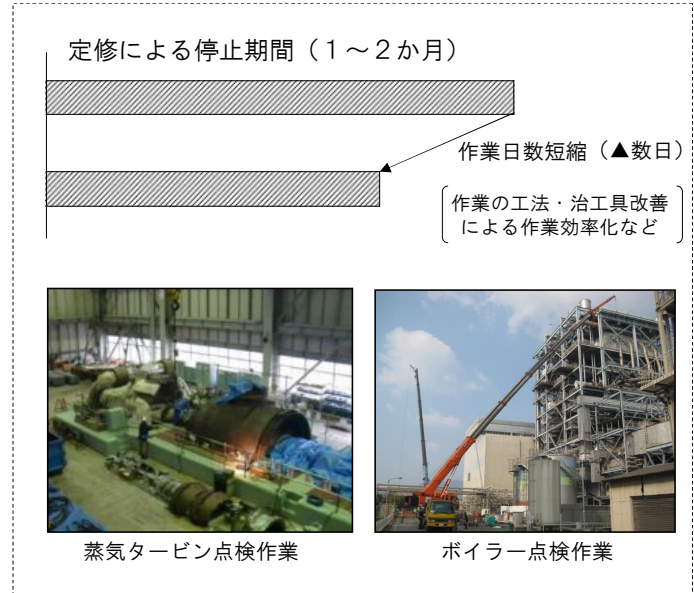 定修による停止期間（１～２か月）
作業日数短縮（▲数日）
作業の工法・治工具改善
による作業効率化など
蒸気タービン点検作業
ボイラー点検作業